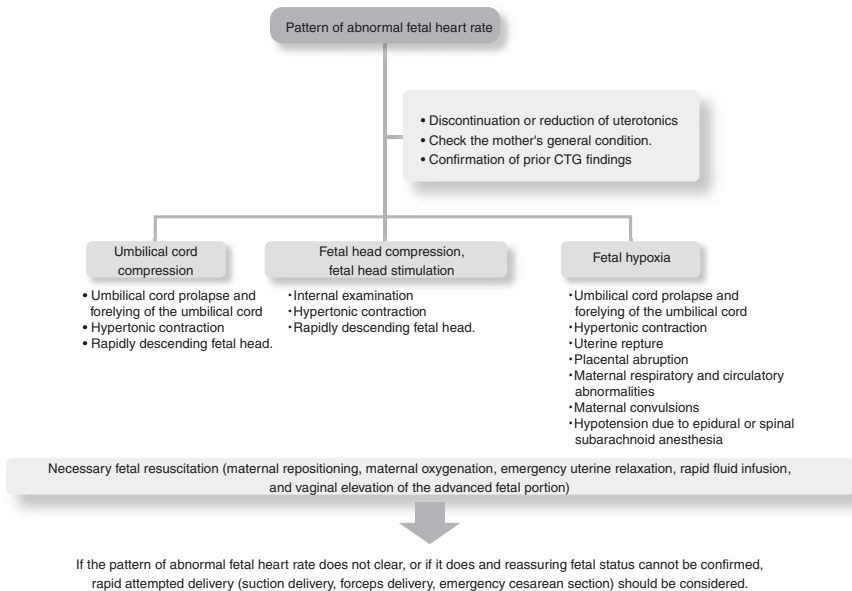 Pattern of abnormal fetal heart rate
• Discontinuation or reduction of uterotonics
• Check the mother's general condition.
• Confirmation of prior CTG findings
Umbilical cord
compression
• Umbilical cord prolapse and
forelying of the umbilical cord
• Hypertonic contraction
• Rapidly descending fetal head.
Fetal head compression,
fetal head stimulation
・Internal examination
・Hypertonic contraction
・Rapidly descending fetal head.
Fetal hypoxia
・Umbilical cord prolapse and
forelying of the umbilical cord
・Hypertonic contraction
・Uterine repture
・Placental abruption
・Maternal respiratory and circulatory
abnormalities
・Maternal convulsions
・Hypotension due to epidural or spinal
subarachnoid anesthesia
Necessary fetal resuscitation (maternal repositioning, maternal oxygenation, emergency uterine relaxation, rapid fluid infusion,
and vaginal elevation of the advanced fetal portion)
If the pattern of abnormal fetal heart rate does not clear, or if it does and reassuring fetal status cannot be confirmed,
rapid attempted delivery (suction delivery, forceps delivery, emergency cesarean section) should be considered.